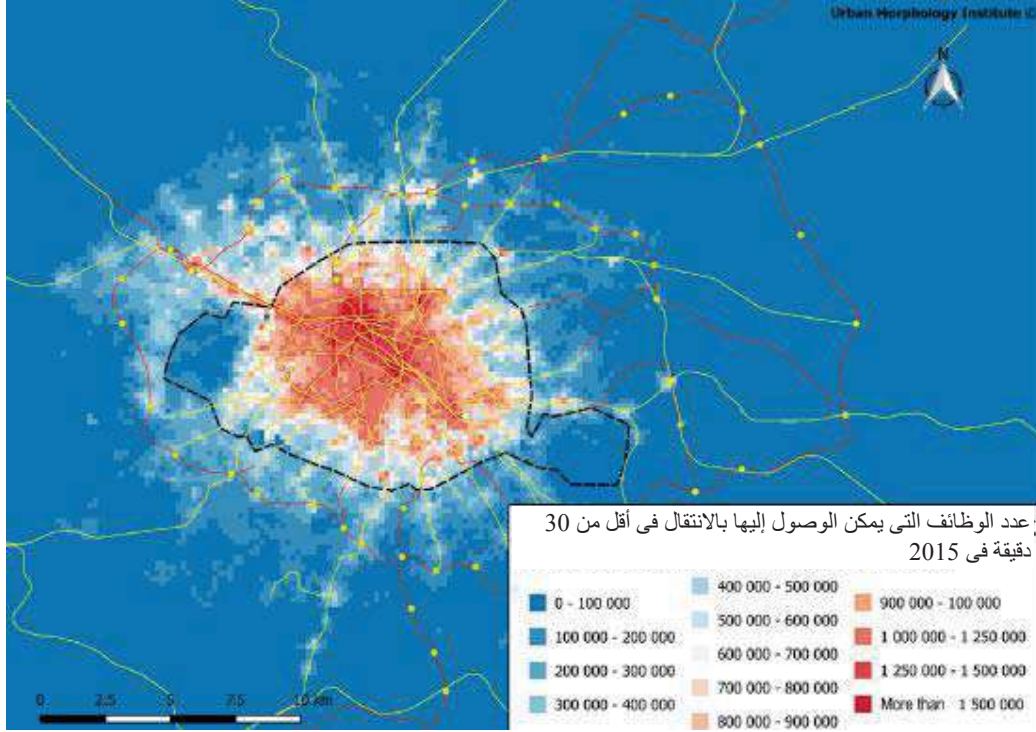 Urban Morphology Institute
N
عدد الوظائف التى يمكن الوصول إليها بالانتقال فى أقل من 30
دقيقة فى 2015
0 - 100 000
100 000 - 200 000
200 000 - 300 000
300 000 - 400 000
400 000 - 500 000
500 000 - 600 000
600 000 - 700 000
700 000 - 800 000
800 000 - 900 000
900 000 - 100 000
1 000 000 - 1 250 000
1 250 000 - 1 500 000
More than 1 500 000
0 2.5 5 7.5 10 km